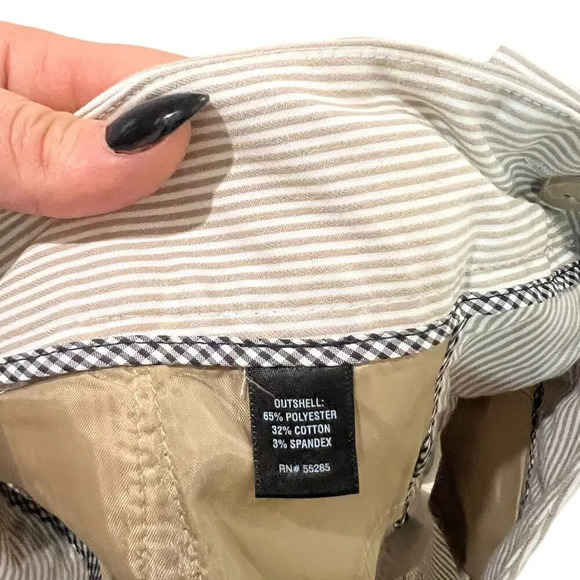 OUTSHELL:
65% POLYESTER
32% COTTON
3% SPANDEX
RN# 55285